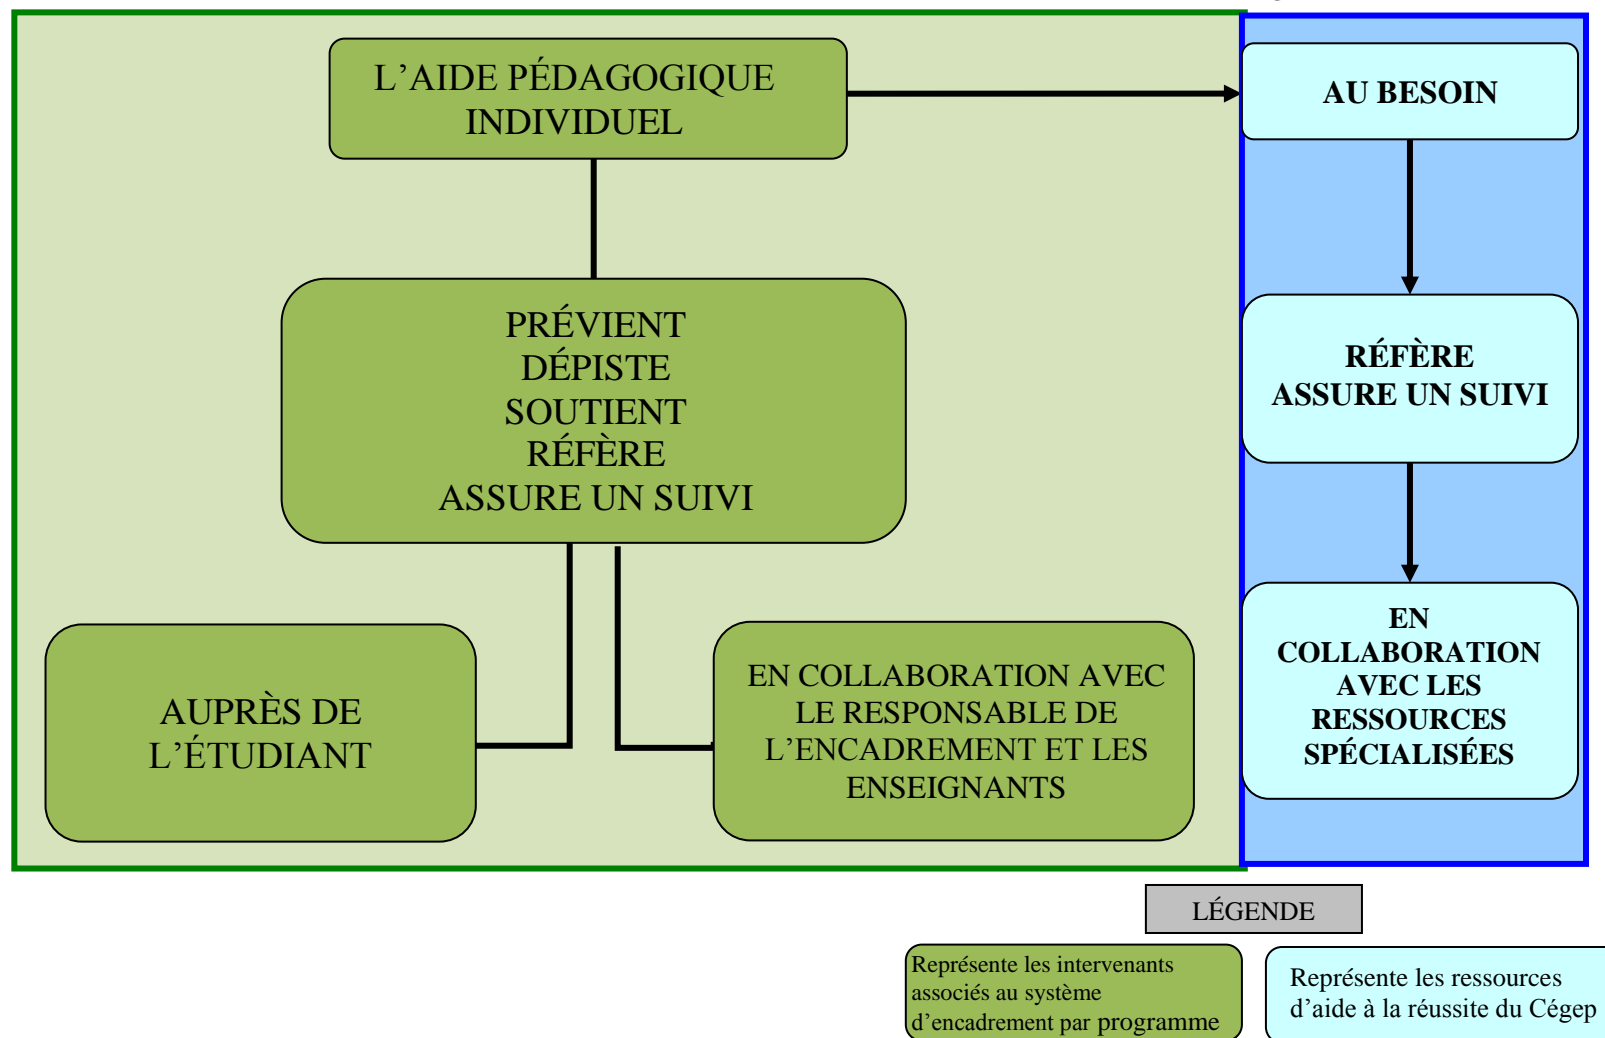 L’AIDE PÉDAGOGIQUE
INDIVIDUEL
AU BESOIN
PRÉVIENT
DÉPISTE
SOUTIENT
RÉFÈRE
ASSURE UN SUIVI
RÉFÈRE
ASSURE UN SUIVI
AUPRÈS DE
L’ÉTUDIANT
EN COLLABORATION AVEC
LE RESPONSABLE DE
L’ENCADREMENT ET LES
ENSEIGNANTS
EN
COLLABORATION
AVEC LES
RESSOURCES
SPÉCIALISÉES
LÉGENDE
Représente les intervenants
associés au système
d’encadrement par programme
Représente les ressources
d’aide à la réussite du Cégep